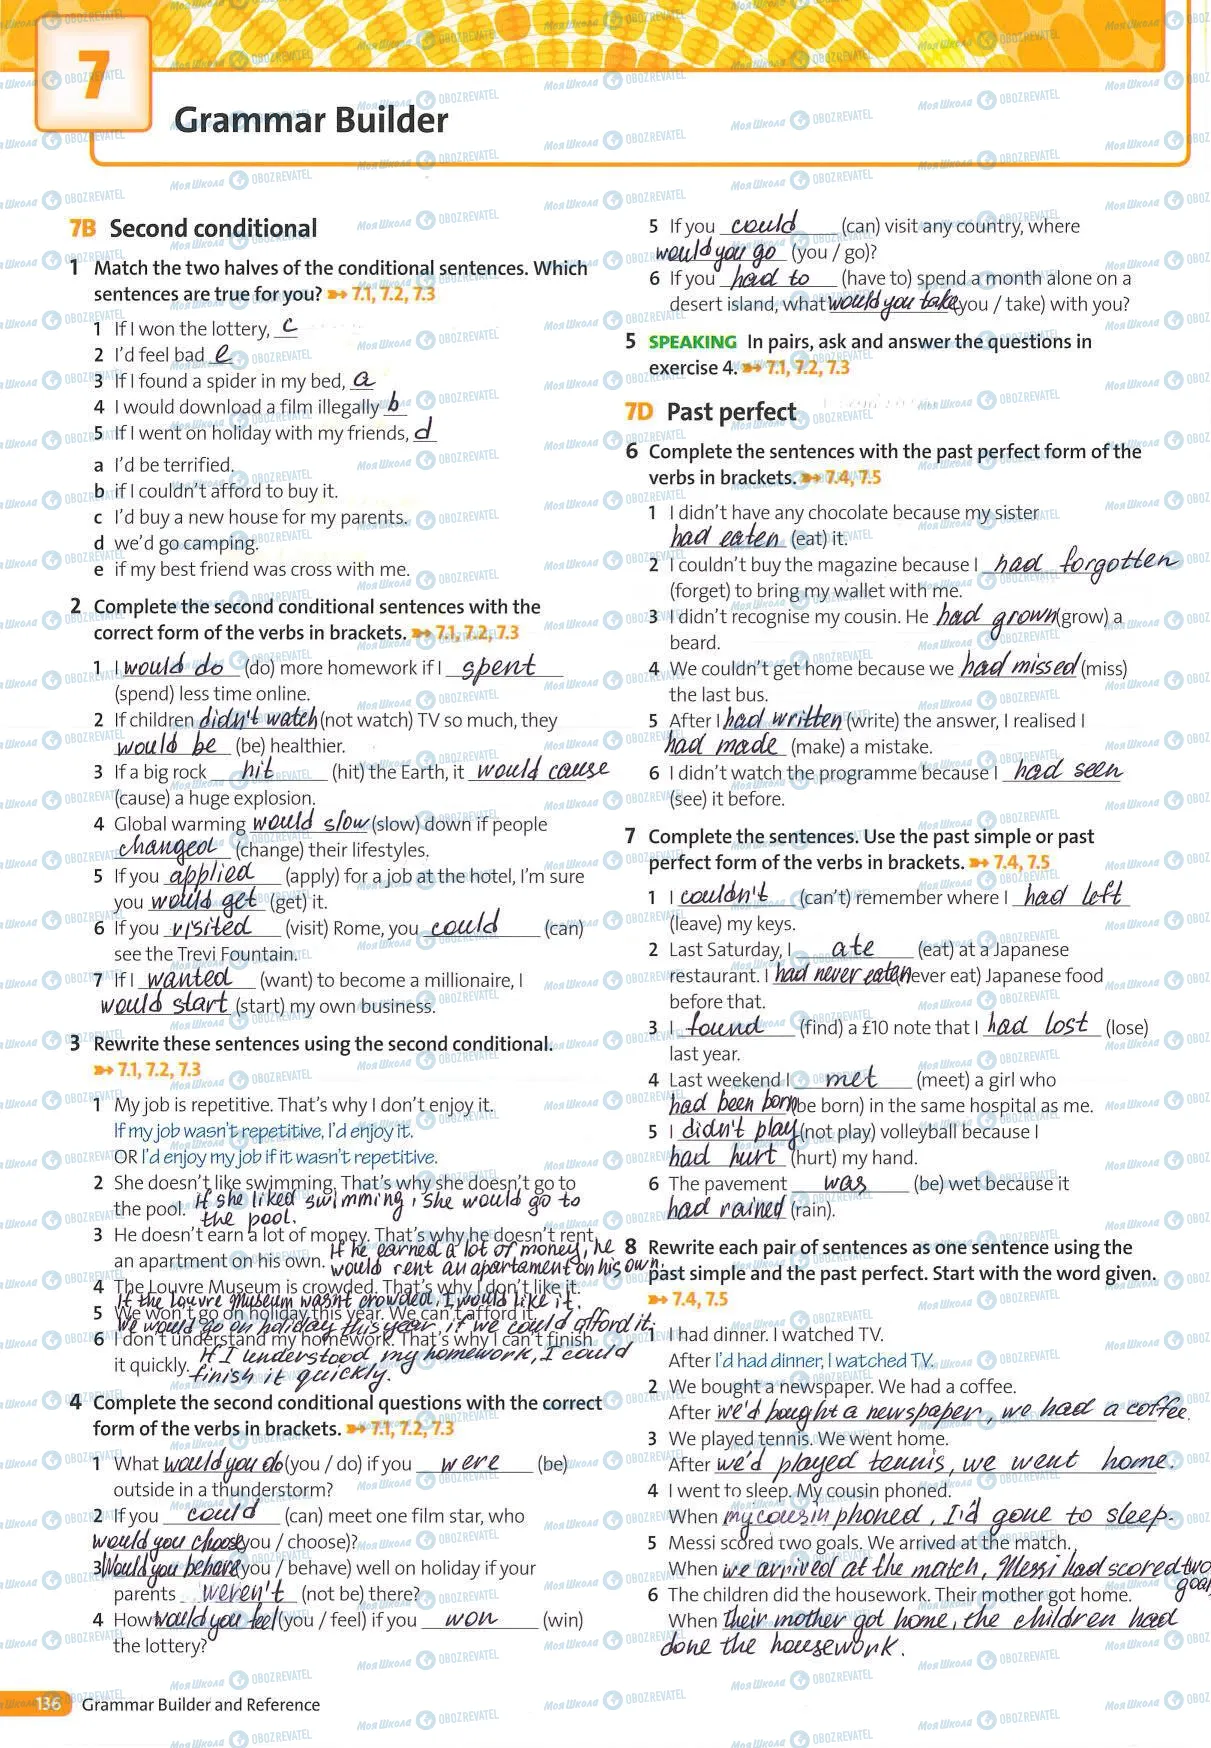 7
Grammar Builder
7B Second conditional
1 Match the two halves of the conditional sentences. Which
sentences are true for you? ➳ 7.1, 7.2, 7.3
1 If I won the lottery, c
2 I'd feel bad e
3 If I found a spider in my bed, a
4 I would download a film illegally b
5 If I went on holiday with my friends, d
a I'd be terrified.
b if I couldn't afford to buy it.
c I'd buy a new house for my parents.
d we'd go camping.
e if my best friend was cross with me.
2 Complete the second conditional sentences with the
correct form of the verbs in brackets. ➳ 7.1, 7.2, 7.3
1 I would do (do) more homework if I spent
(spend) less time online.
2 If children didn't watch (not watch) TV so much, they
would be (be) healthier.
3 If a big rock hit (hit) the Earth, it would cause
(cause) a huge explosion.
4 Global warming would slow (slow) down if people
changed (change) their lifestyles.
5 If you applied (apply) for a job at the hotel, I'm sure
you would get (get) it.
6 If you visited (visit) Rome, you could (can)
see the Trevi Fountain.
7 If I wanted (want) to become a millionaire, I
would start (start) my own business.
3 Rewrite these sentences using the second conditional.
➳ 7.1, 7.2, 7.3
1 My job is repetitive. That's why I don't enjoy it.
If my job wasn't repetitive, I'd enjoy it.
OR I'd enjoy my job if it wasn't repetitive.
2 She doesn't like swimming. That's why she doesn't go to
the pool. If she liked swimming, she would go to
the pool.
3 He doesn't earn a lot of money. That's why he doesn't rent
an apartment on his own. If he earned a lot of money, he
would rent an apartament on his own.
4 The Louvre Museum is crowded. That's why I don't like it.
If the Louvre Museum wasn't crowded, I would like it.
5 We won't go on holiday this year. We can't afford it.
We would go on holiday this year if we could afford it.
6 I don't understand my homework. That's why I can't finish
it quickly. If I understood my homework, I could
finish it quickly.
4 Complete the second conditional questions with the correct
form of the verbs in brackets. ➳ 7.1, 7.2, 7.3
1 What would you do (you / do) if you were (be)
outside in a thunderstorm?
2 If you could (can) meet one film star, who
would you choose (you / choose)?
3 Would you behave (you / behave) well on holiday if your
parents weren't (not be) there?
4 How would you feel (you / feel) if you won (win)
the lottery?
136 Grammar Builder and Reference
5 If you could (can) visit any country, where
would you go (you / go)?
6 If you had to (have to) spend a month alone on a
desert island, what would you take (you / take) with you?
5 SPEAKING In pairs, ask and answer the questions in
exercise 4. ➳ 7.1, 7.2, 7.3
7D Past perfect
6 Complete the sentences with the past perfect form of the
verbs in brackets. ➳ 7.4, 7.5
1 I didn't have any chocolate because my sister
had eaten (eat) it.
2 I couldn't buy the magazine because I had forgotten
(forget) to bring my wallet with me.
3 I didn't recognise my cousin. He had grown (grow) a
beard.
4 We couldn't get home because we had missed (miss)
the last bus.
5 After I had written (write) the answer, I realised I
had made (make) a mistake.
6 I didn't watch the programme because I had seen
(see) it before.
7 Complete the sentences. Use the past simple or past
perfect form of the verbs in brackets. ➳ 7.4, 7.5
1 I couldn't (can't) remember where I had left
(leave) my keys.
2 Last Saturday, I ate (eat) at a Japanese
restaurant. I had never eaten (never eat) Japanese food
before that.
3 I found (find) a £10 note that I had lost (lose)
last year.
4 Last weekend I met (meet) a girl who
had been born (be born) in the same hospital as me.
5 I didn't play (not play) volleyball because I
had hurt (hurt) my hand.
6 The pavement was (be) wet because it
had rained (rain).
8 Rewrite each pair of sentences as one sentence using the
past simple and the past perfect. Start with the word given.
➳ 7.4, 7.5
1 I had dinner. I watched TV.
After I'd had dinner, I watched TV.
2 We bought a newspaper. We had a coffee.
After we'd bought a newspaper, we had a coffee.
3 We played tennis. We went home.
After we'd played tennis, we went home.
4 I went to sleep. My cousin phoned.
When my cousin phoned, I'd gone to sleep.
5 Messi scored two goals. We arrived at the match.
When we arrived at the match, Messi had scored two
goal
6 The children did the housework. Their mother got home.
When Their mother got home, the children had
done the housework.
МояШкола OBOZREVATEL